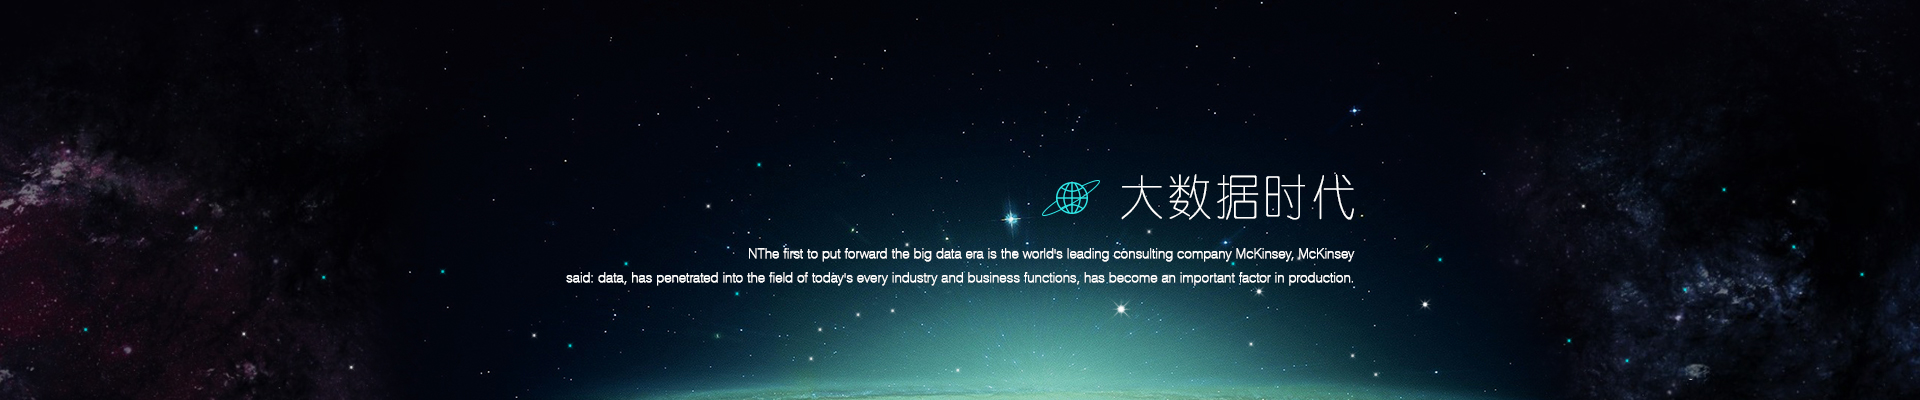 大数据时代
NThe first to put forward the big data era is the world's leading consulting company McKinsey, McKinsey
said: data, has penetrated into the field of today's every industry and business functions, has become an important factor in production.